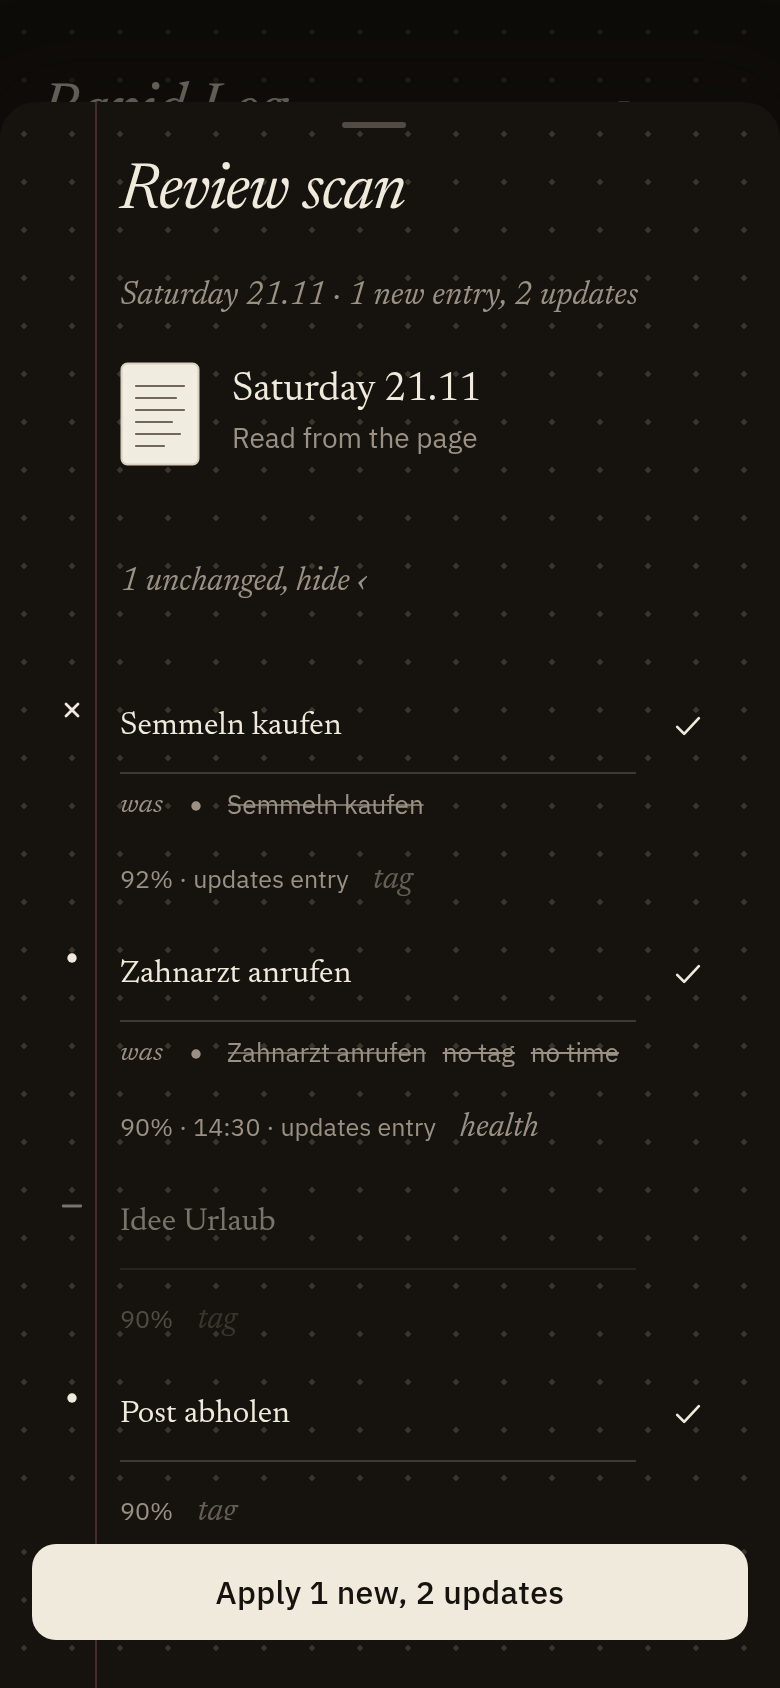 Rapid Log
Review scan
Saturday 21.11 · 1 new entry, 2 updates
Saturday 21.11
Read from the page
1 unchanged, hide ‹
× Semmeln kaufen ✓
was • Semmeln kaufen
92% · updates entry tag
• Zahnarzt anrufen ✓
was • Zahnarzt anrufen no tag no time
90% · 14:30 · updates entry health
– Idee Urlaub
90% tag
• Post abholen ✓
90% tag
Apply 1 new, 2 updates